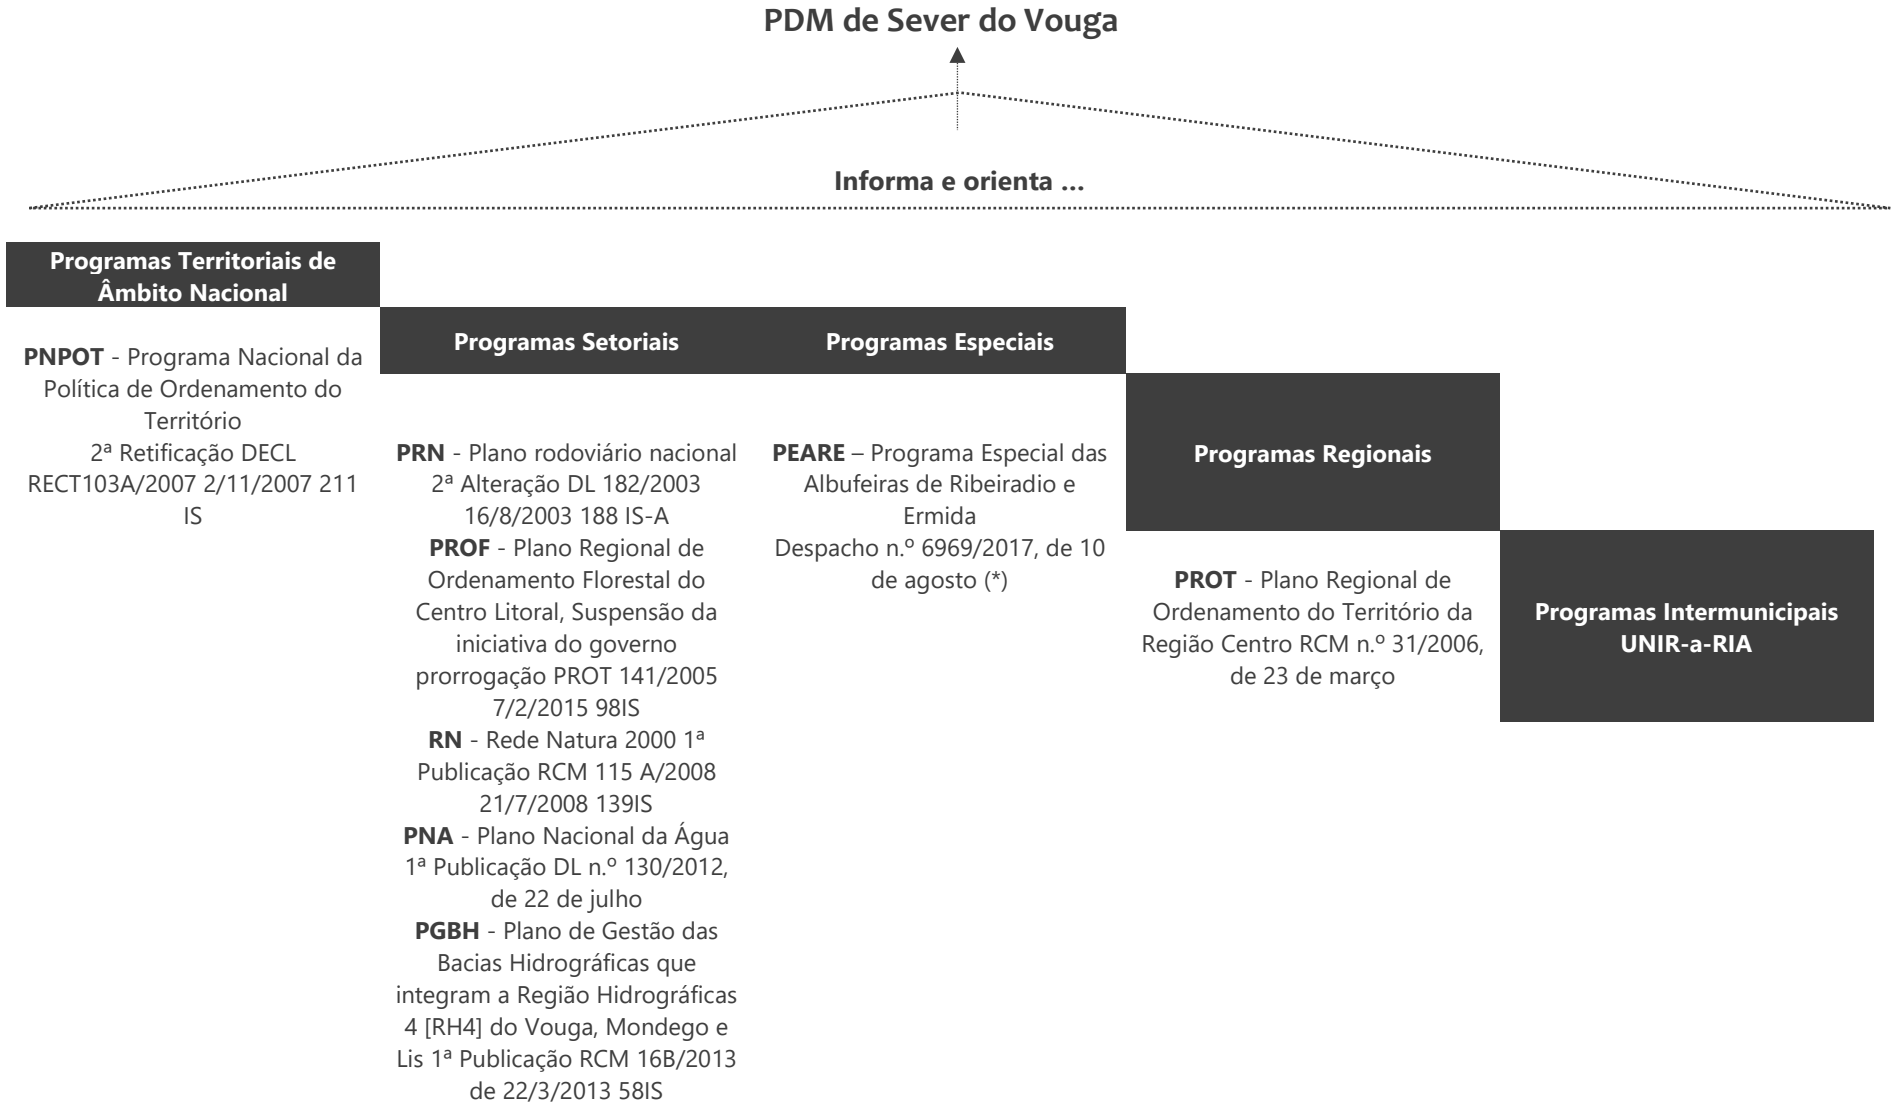 PDM de Sever do Vouga
Informa e orienta ...
Programas Territoriais de
Âmbito Nacional
PNPOT - Programa Nacional da
Política de Ordenamento do
Território
2ª Retificação DECL
RECT103A/2007 2/11/2007 211
IS
Programas Setoriais
PRN - Plano rodoviário nacional
2ª Alteração DL 182/2003
16/8/2003 188 IS-A
PROF - Plano Regional de
Ordenamento Florestal do
Centro Litoral, Suspensão da
iniciativa do governo
prorrogação PROT 141/2005
7/2/2015 98IS
RN - Rede Natura 2000 1ª
Publicação RCM 115 A/2008
21/7/2008 139IS
PNA - Plano Nacional da Água
1ª Publicação DL n.º 130/2012,
de 22 de julho
PGBH - Plano de Gestão das
Bacias Hidrográficas que
integram a Região Hidrográficas
4 [RH4] do Vouga, Mondego e
Lis 1ª Publicação RCM 16B/2013
de 22/3/2013 58IS
Programas Especiais
PEARE – Programa Especial das
Albufeiras de Ribeiradio e
Ermida
Despacho n.º 6969/2017, de 10
de agosto (*)
Programas Regionais
PROT - Plano Regional de
Ordenamento do Território da
Região Centro RCM n.º 31/2006,
de 23 de março
Programas Intermunicipais
UNIR-a-RIA